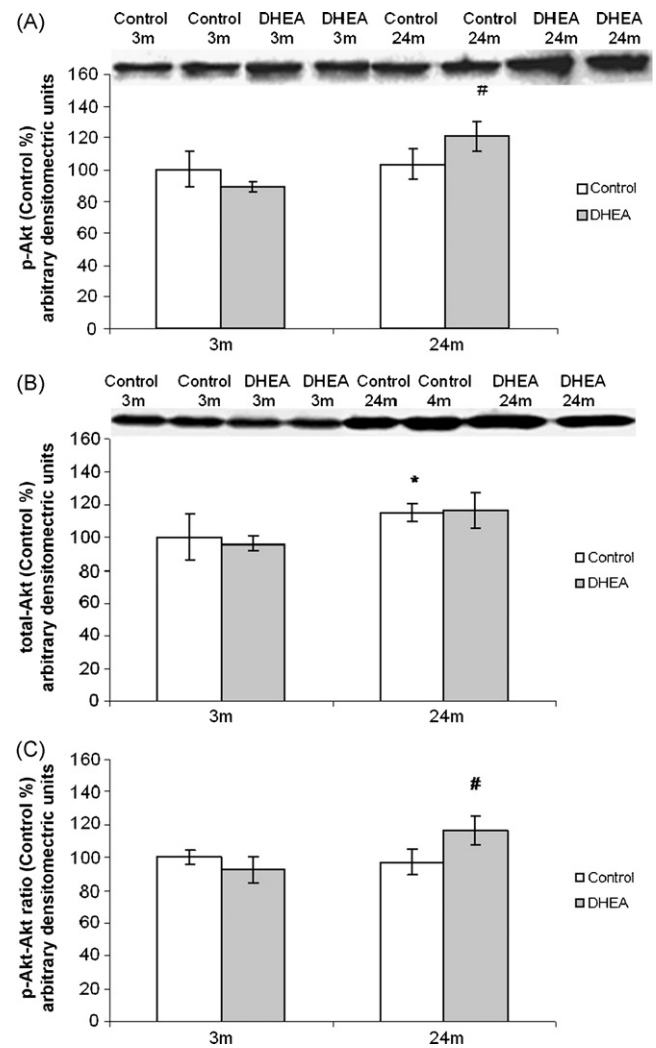 (A)
Control Control DHEA DHEA Control Control DHEA DHEA
3m 3m 3m 3m 24m 24m 24m 24m
160
140
120
100
80
60
40
20
0
#
p-Akt (Control %)
arbitrary densitomectric units
Control
DHEA
3m 24m
(B)
Control Control DHEA DHEA Control Control DHEA DHEA
3m 3m 3m 3m 24m 4m 24m 24m
160
140
120
100
80
60
40
20
0
*
total-Akt (Control %)
arbitrary densitomectric units
Control
DHEA
3m 24m
(C)
160
140
120
100
80
60
40
20
0
#
p-Akt-Akt ratio (Control %)
arbitrary densitomectric units
Control
DHEA
3m 24m